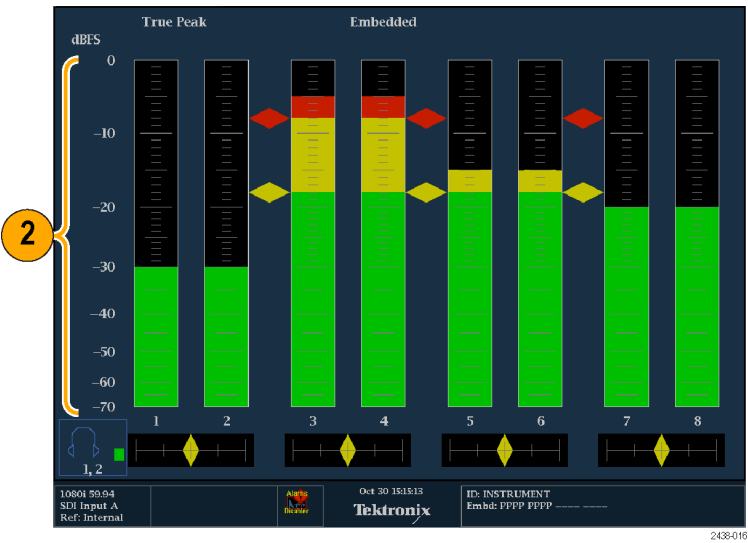 True Peak
Embedded
dBFS
0
−10
−20
−30
−40
−50
−60
−70
2
1 2 3 4 5 6 7 8
1, 2
1080i 59.94
SDI Input A
Ref: Internal
Alarms
Disabled
Oct 30 15:15:13
Tektronix
ID: INSTRUMENT
Embd: PPPP PPPP −−−− −−−−
2438-016